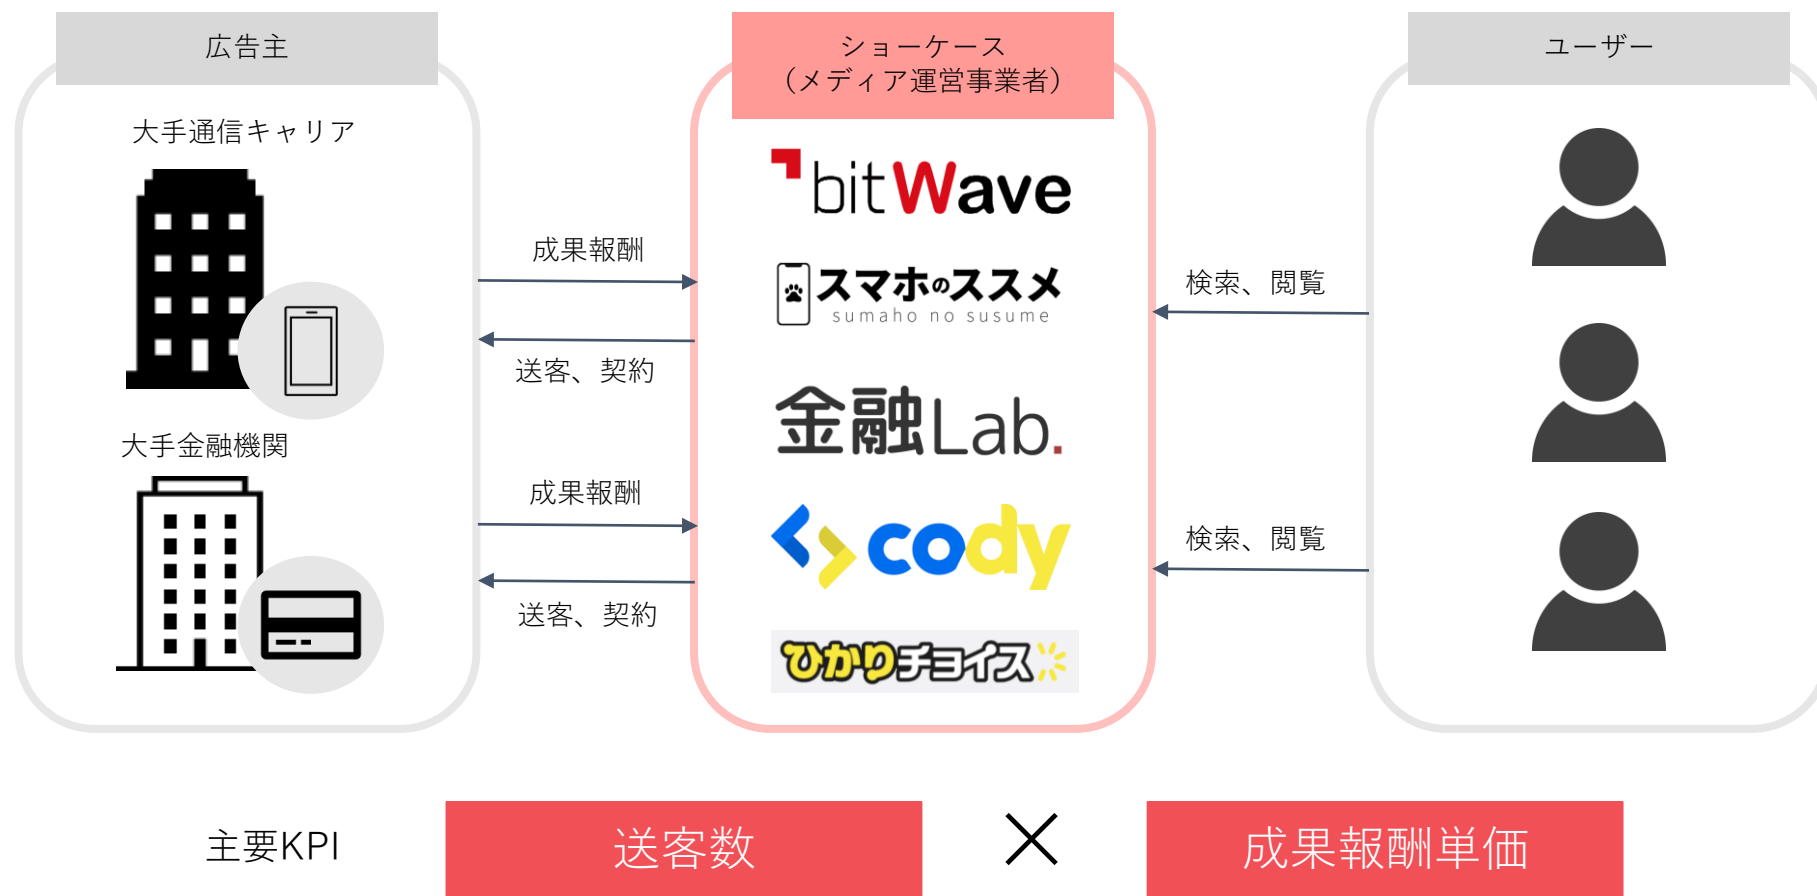 広告主
大手通信キャリア
大手金融機関
成果報酬
送客、契約
成果報酬
送客、契約
ショーケース
（メディア運営事業者）
bitWave
スマホのススメ
sumaho no susume
金融Lab.
cody
ひかりチョイス
検索、閲覧
検索、閲覧
ユーザー
主要KPI
送客数
×
成果報酬単価